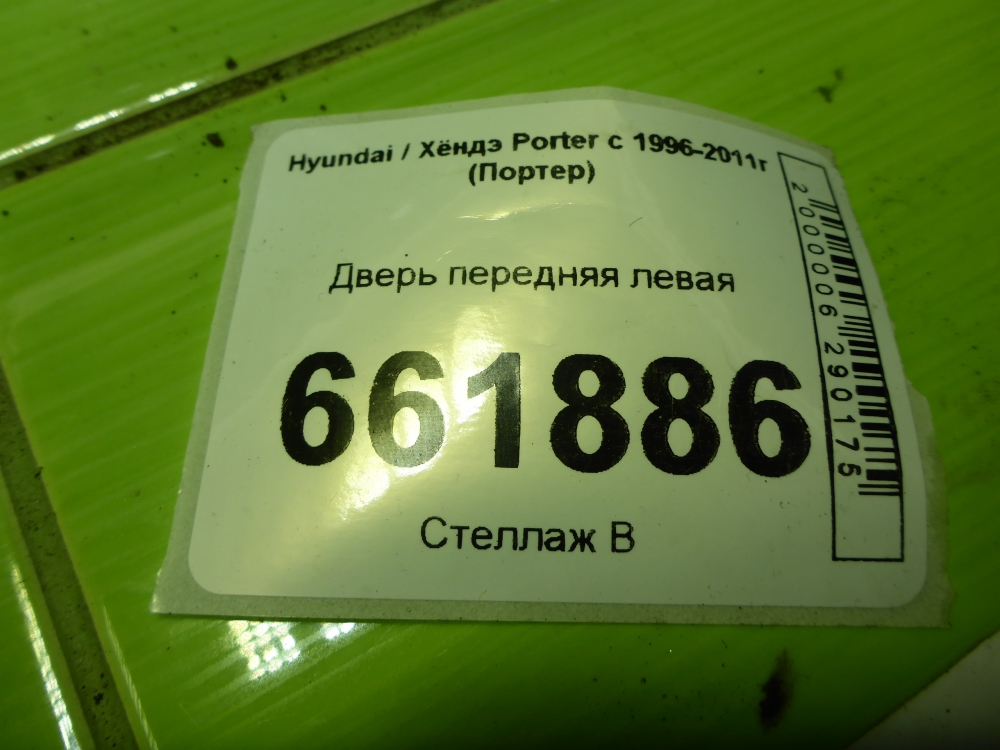 Hyundai / Хёндэ Porter с 1996-2011г
(Портер)
Дверь передняя левая
661886
Стеллаж В
2000006290175